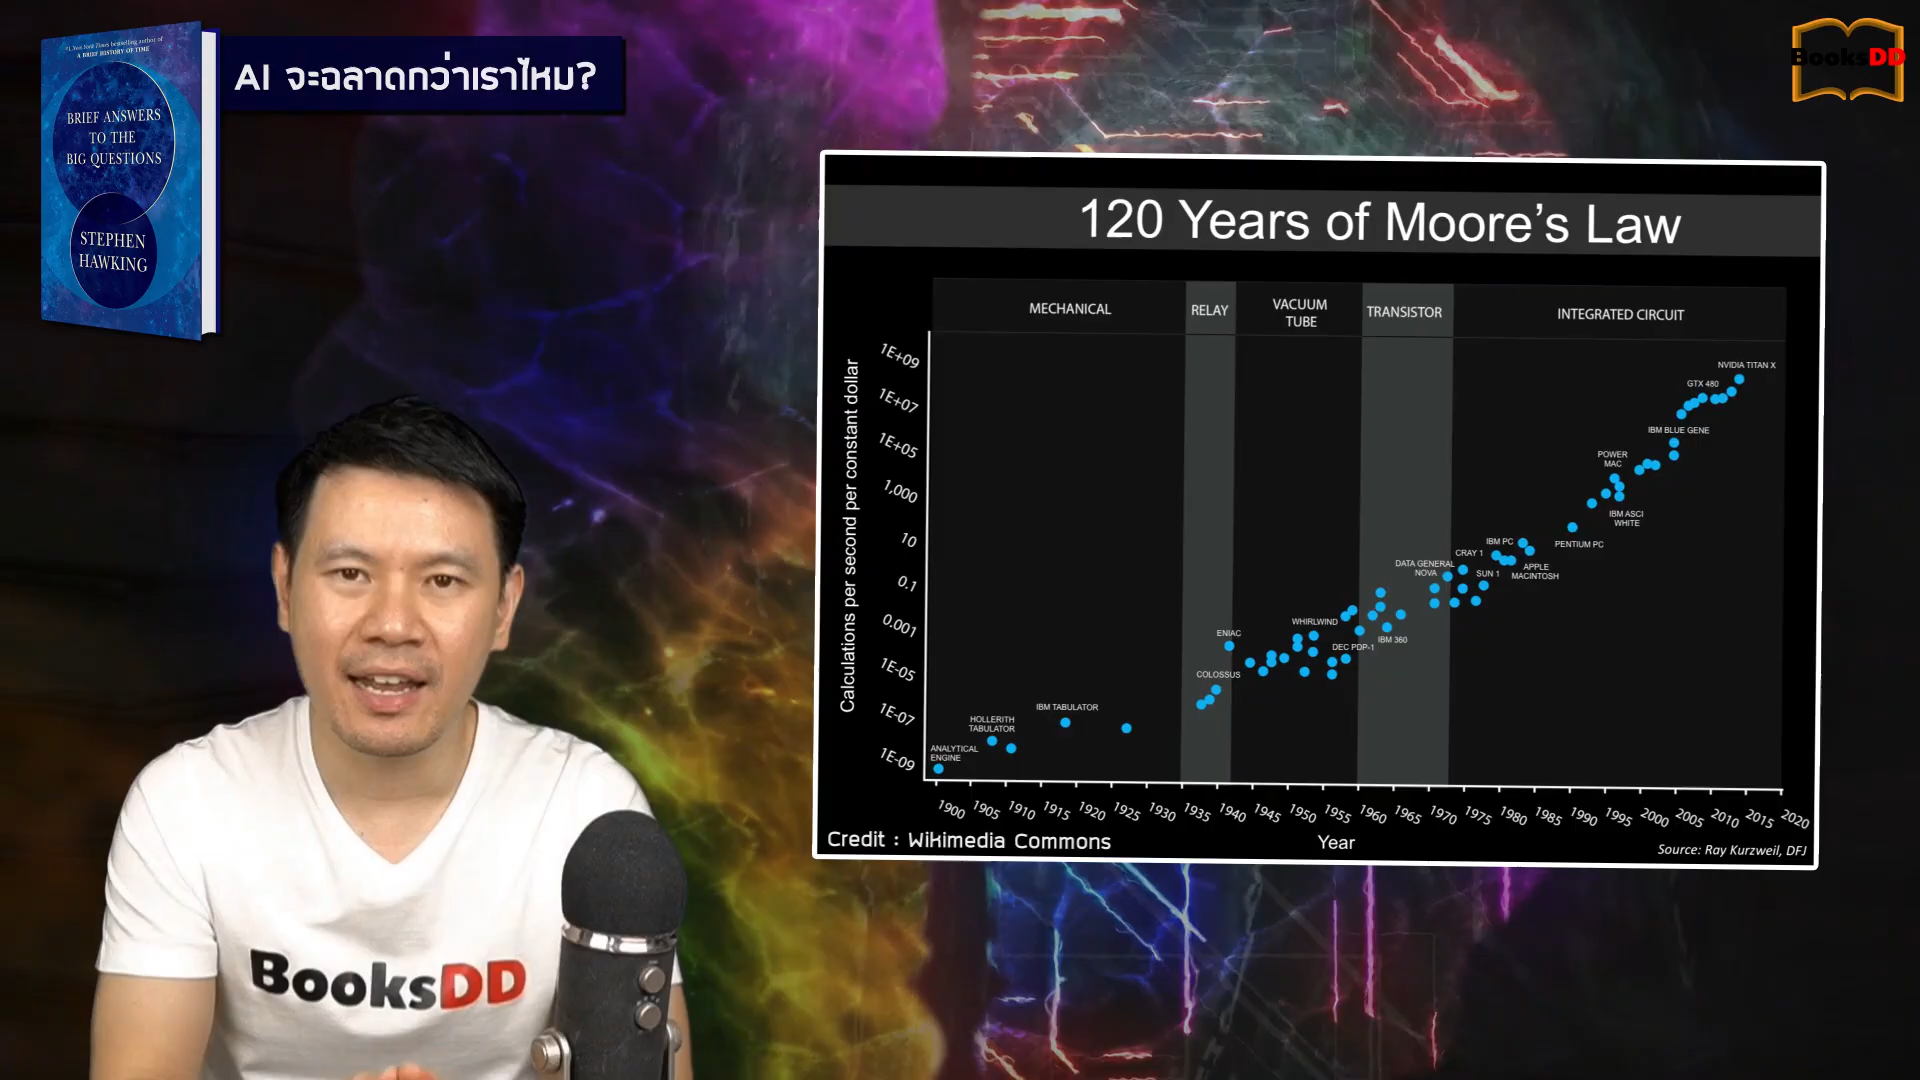 #1 New York Times bestselling author of
A BRIEF HISTORY OF TIME
BRIEF ANSWERS
TO THE
BIG QUESTIONS
STEPHEN
HAWKING
AI จะฉลาดกว่าเราไหม?
BooksDD
120 Years of Moore's Law
MECHANICAL
RELAY
VACUUM
TUBE
TRANSISTOR
INTEGRATED CIRCUIT
Calculations per second per constant dollar
1E+09
1E+07
1E+05
1,000
10
0.1
0.001
1E-05
1E-07
1E-09
NVIDIA TITAN X
GTX 480
IBM BLUE GENE
POWER
MAC
IBM ASCI
WHITE
PENTIUM PC
IBM PC
CRAY 1
APPLE
MACINTOSH
SUN 1
DATA GENERAL
NOVA
WHIRLWIND
IBM 360
DEC PDP-1
ENIAC
COLOSSUS
IBM TABULATOR
HOLLERITH
TABULATOR
ANALYTICAL
ENGINE
1900 1905 1910 1915 1920 1925 1930 1935 1940 1945 1950 1955 1960 1965 1970 1975 1980 1985 1990 1995 2000 2005 2010 2015 2020
Credit : Wikimedia Commons
Year
Source: Ray Kurzweil, DFJ
BooksDD